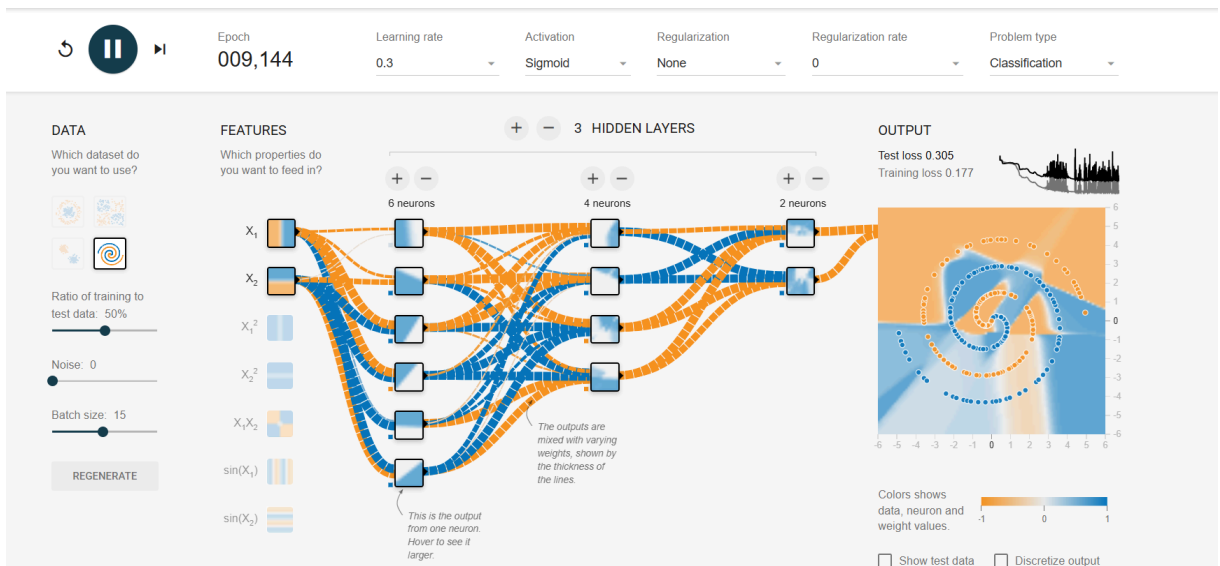 Epoch
009,144
Learning rate
0.3
Activation
Sigmoid
Regularization
None
Regularization rate
0
Problem type
Classification
DATA
Which dataset do
you want to use?
Ratio of training to
test data: 50%
Noise: 0
Batch size: 15
REGENERATE
FEATURES
Which properties do
you want to feed in?
X₁
X₂
X₁²
X₂²
X₁X₂
sin(X₁)
sin(X₂)
+ − 3 HIDDEN LAYERS
+ −
6 neurons
+ −
4 neurons
+ −
2 neurons
This is the output
from one neuron.
Hover to see it
larger.
The outputs are
mixed with varying
weights, shown by
the thickness of
the lines.
OUTPUT
Test loss 0.305
Training loss 0.177
6
5
4
3
2
1
0
-1
-2
-3
-4
-5
-6
-6 -5 -4 -3 -2 -1 0 1 2 3 4 5 6
Colors shows
data, neuron and
weight values.
-1 0 1
Show test data
Discretize output